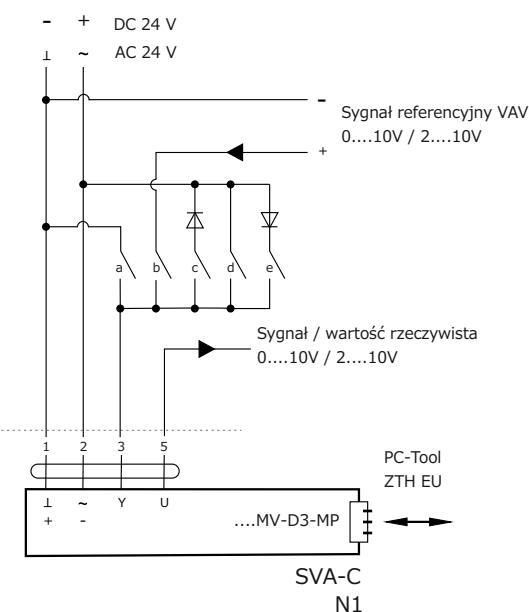 - + DC 24 V
⊥ ~ AC 24 V
-
Sygnał referencyjny VAV
+ 0....10V / 2....10V
a b c d e
Sygnał / wartość rzeczywista
0....10V / 2....10V
1 2 3 5
PC-Tool
ZTH EU
⊥ ~ Y U
+ - ....MV-D3-MP
SVA-C
N1